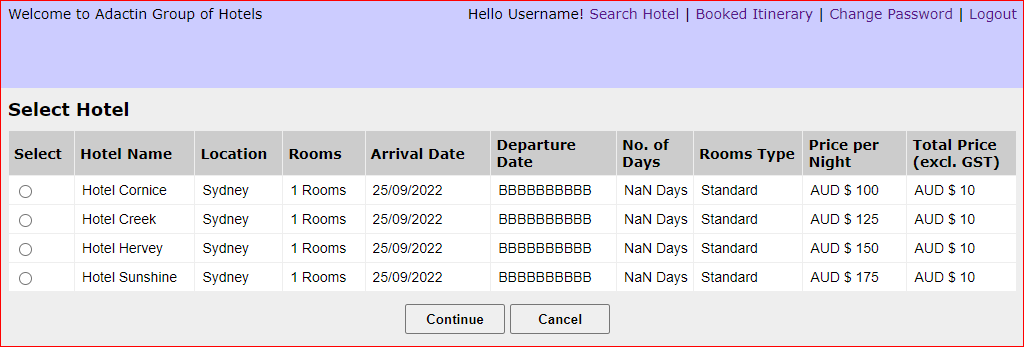 Welcome to Adactin Group of Hotels Hello Username! Search Hotel | Booked Itinerary | Change Password | Logout
Select Hotel
Select Hotel Name Location Rooms Arrival Date Departure Date No. of Days Rooms Type Price per Night Total Price (excl. GST)
Hotel Cornice Sydney 1 Rooms 25/09/2022 BBBBBBBBBB NaN Days Standard AUD $ 100 AUD $ 10
Hotel Creek Sydney 1 Rooms 25/09/2022 BBBBBBBBBB NaN Days Standard AUD $ 125 AUD $ 10
Hotel Hervey Sydney 1 Rooms 25/09/2022 BBBBBBBBBB NaN Days Standard AUD $ 150 AUD $ 10
Hotel Sunshine Sydney 1 Rooms 25/09/2022 BBBBBBBBBB NaN Days Standard AUD $ 175 AUD $ 10
Continue Cancel